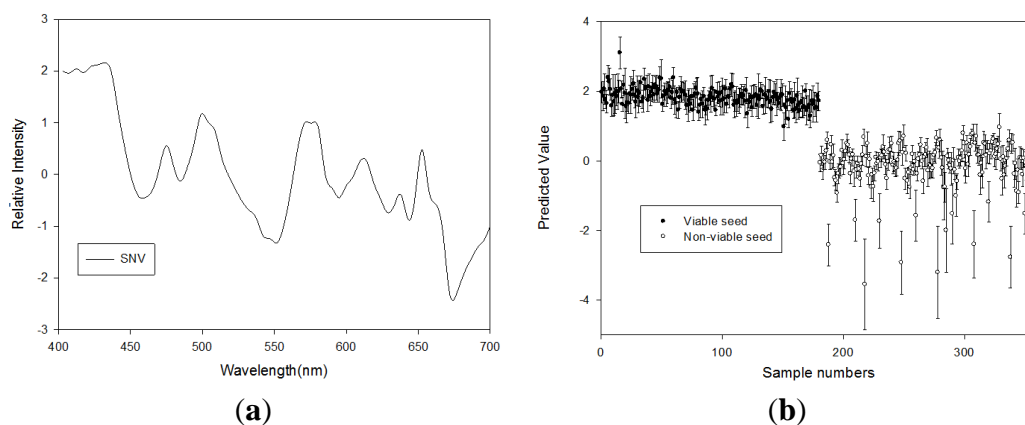 3
2
1
0
-1
-2
-3
Relative Intensity
SNV
400
450
500
550
600
650
700
Wavelength(nm)
(a)
4
2
0
-2
-4
Predicted Value
Viable seed
Non-viable seed
0
100
200
300
Sample numbers
(b)